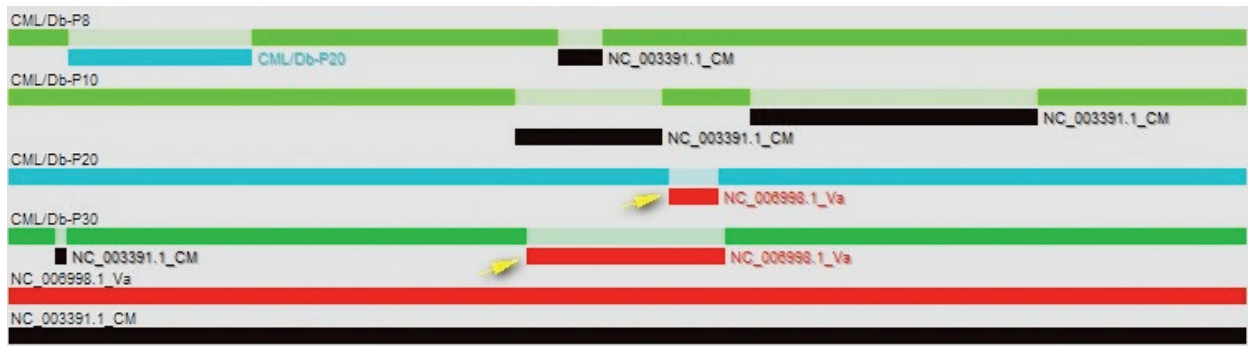 CML/Db-P8
CML/Db-P20
NC_003391.1_CM
CML/Db-P10
NC_003391.1_CM
NC_003391.1_CM
CML/Db-P20
NC_006998.1_Va
CML/Db-P30
NC_003391.1_CM
NC_006998.1_Va
NC_006998.1_Va
NC_003391.1_CM